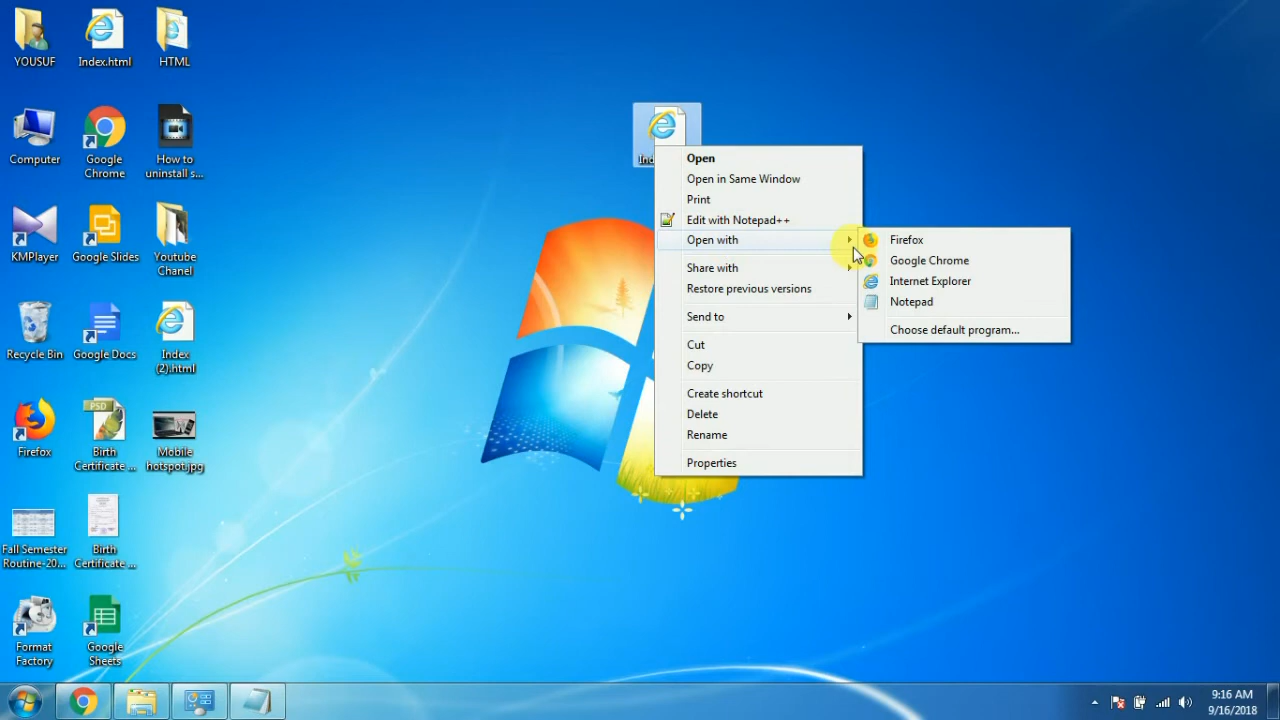 YOUSUF
Index.html
HTML
Computer
Google
Chrome
How to
uninstall s...
KMPlayer
Google Slides
Youtube
Chanel
Recycle Bin
Google Docs
Index
(2).html
Firefox
PSD
Birth
Certificate ...
Mobile
hotspot.jpg
Fall Semester
Routine-20...
Birth
Certificate ...
Format
Factory
Google
Sheets
Open
Open in Same Window
Print
Edit with Notepad++
Open with
Share with
Restore previous versions
Send to
Cut
Copy
Create shortcut
Delete
Rename
Properties
Firefox
Google Chrome
Internet Explorer
Notepad
Choose default program...
9:16 AM
9/16/2018